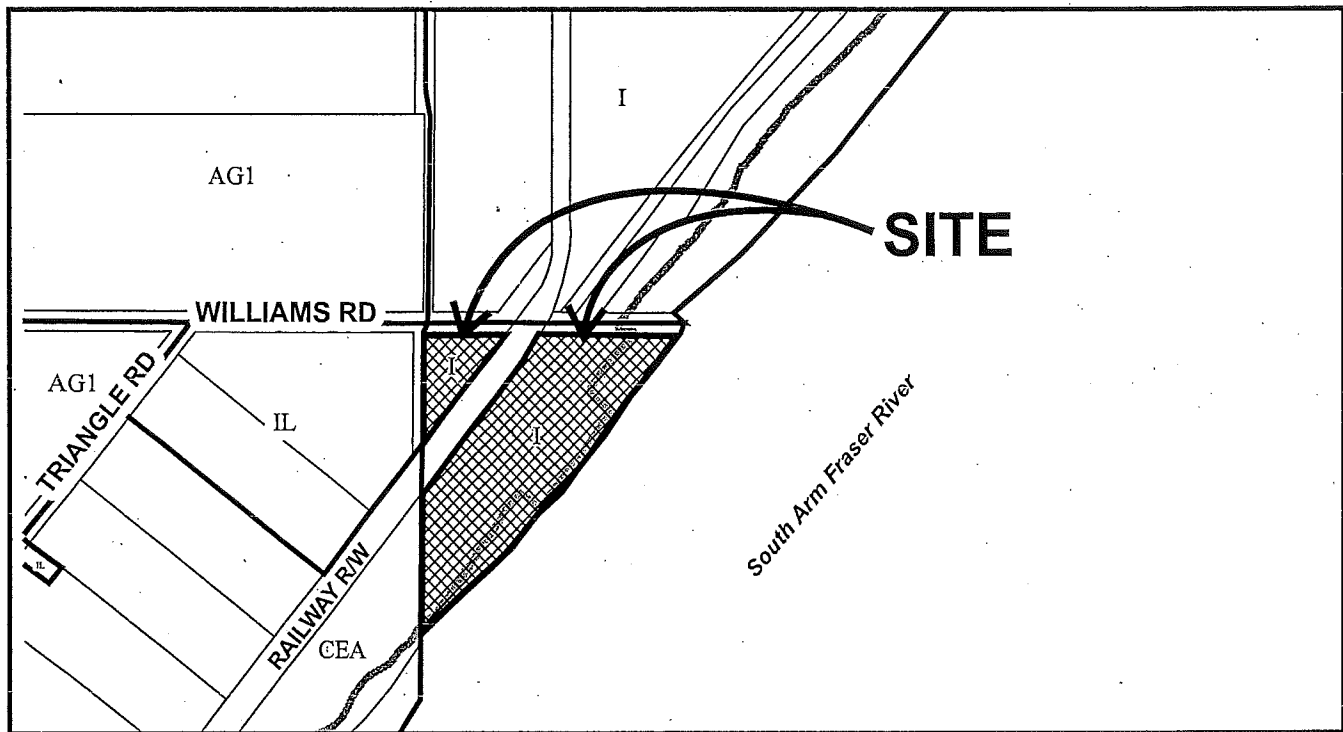 I
AG1
SITE
WILLIAMS RD
AG1
I
TRIANGLE RD
IL
I
South Arm Fraser River
IL
RAILWAY R/W
CEA